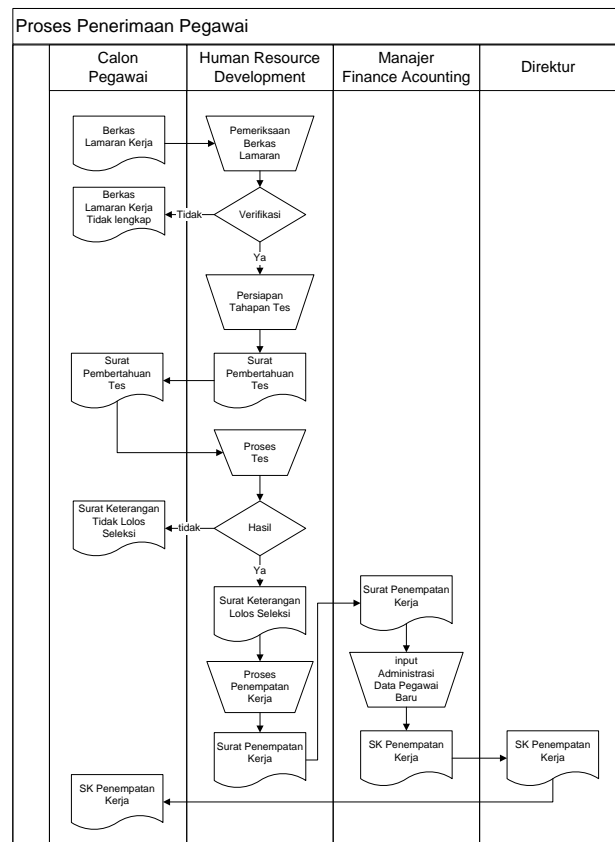 Proses Penerimaan Pegawai
Calon
Pegawai
Human Resource
Development
Manajer
Finance Acounting
Direktur
Berkas
Lamaran Kerja
Pemeriksaan
Berkas
Lamaran
Berkas
Lamaran Kerja
Tidak lengkap
Tidak
Verifikasi
Ya
Persiapan
Tahapan Tes
Surat
Pembertahuan
Tes
Surat
Pembertahuan
Tes
Proses
Tes
Surat Keterangan
Tidak Lolos
Seleksi
tidak
Hasil
Ya
Surat Keterangan
Lolos Seleksi
Surat Penempatan
Kerja
Proses
Penempatan
Kerja
input
Administrasi
Data Pegawai
Baru
Surat Penempatan
Kerja
SK Penempatan
Kerja
SK Penempatan
Kerja
SK Penempatan
Kerja